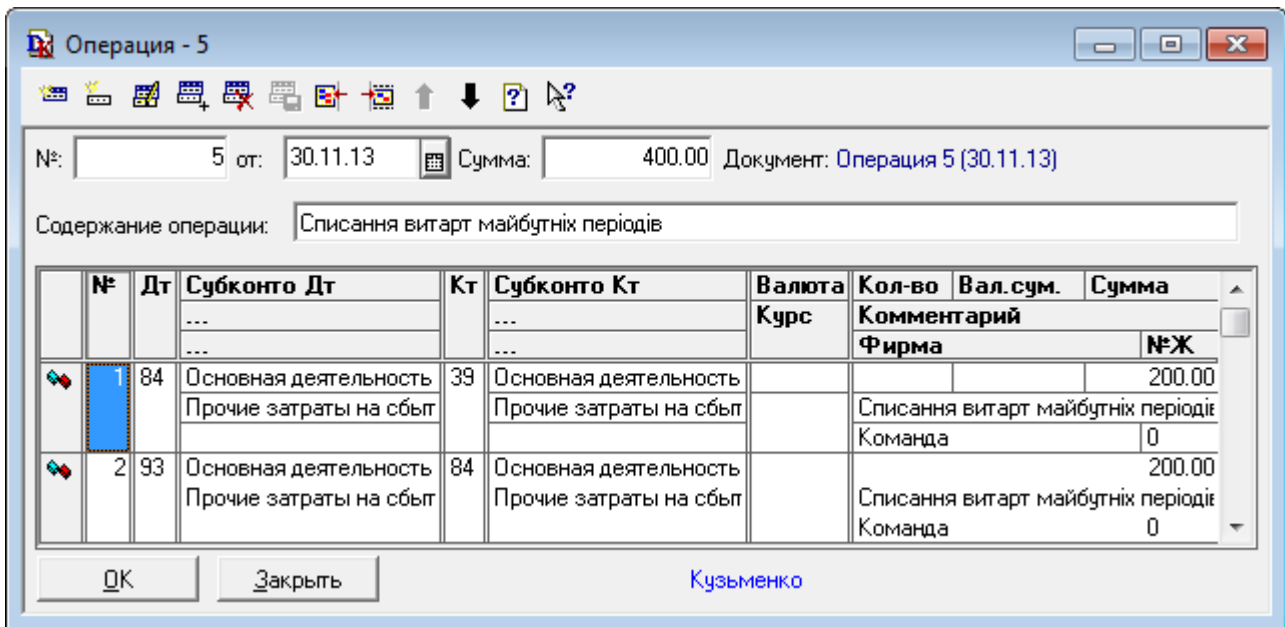 Операция - 5
№: 5 от: 30.11.13 Сумма: 400.00 Документ: Операция 5 (30.11.13)
Содержание операции: Списання витарт майбутніх періодів
№ Дт Субконто Дт Кт Субконто Кт Валюта Кол-во Вал.сум. Сумма
... ... Курс Комментарий
... ... Фирма №Ж
1 84 Основная деятельность 39 Основная деятельность 200.00
Прочие затраты на сбыт Прочие затраты на сбыт Списання витарт майбутніх періодів
Команда 0
2 93 Основная деятельность 84 Основная деятельность 200.00
Прочие затраты на сбыт Прочие затраты на сбыт Списання витарт майбутніх періодів
Команда 0
OK Закрыть Кузьменко